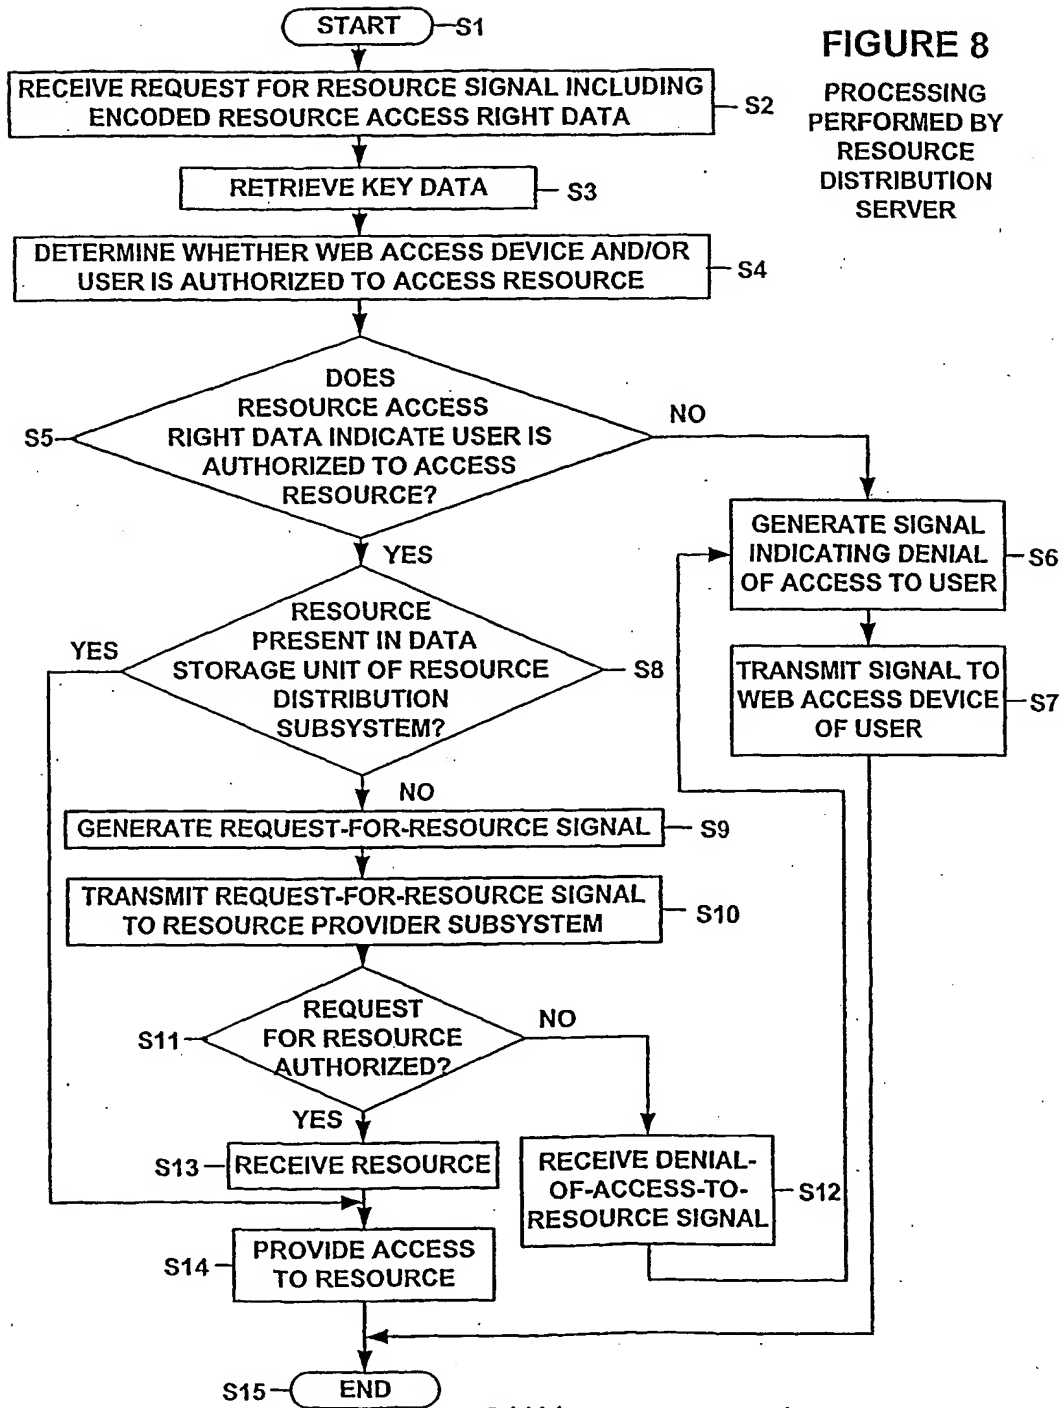 START
S1
FIGURE 8
PROCESSING
PERFORMED BY
RESOURCE
DISTRIBUTION
SERVER
RECEIVE REQUEST FOR RESOURCE SIGNAL INCLUDING
ENCODED RESOURCE ACCESS RIGHT DATA
S2
RETRIEVE KEY DATA
S3
DETERMINE WHETHER WEB ACCESS DEVICE AND/OR
USER IS AUTHORIZED TO ACCESS RESOURCE
S4
DOES
RESOURCE ACCESS
RIGHT DATA INDICATE USER IS
AUTHORIZED TO ACCESS
RESOURCE?
S5
NO
YES
GENERATE SIGNAL
INDICATING DENIAL
OF ACCESS TO USER
S6
TRANSMIT SIGNAL TO
WEB ACCESS DEVICE
OF USER
S7
RESOURCE
PRESENT IN DATA
STORAGE UNIT OF RESOURCE
DISTRIBUTION
SUBSYSTEM?
S8
YES
NO
GENERATE REQUEST-FOR-RESOURCE SIGNAL
S9
TRANSMIT REQUEST-FOR-RESOURCE SIGNAL
TO RESOURCE PROVIDER SUBSYSTEM
S10
REQUEST
FOR RESOURCE
AUTHORIZED?
S11
NO
YES
S13
RECEIVE RESOURCE
RECEIVE DENIAL-
OF-ACCESS-TO-
RESOURCE SIGNAL
S12
S14
PROVIDE ACCESS
TO RESOURCE
S15
END